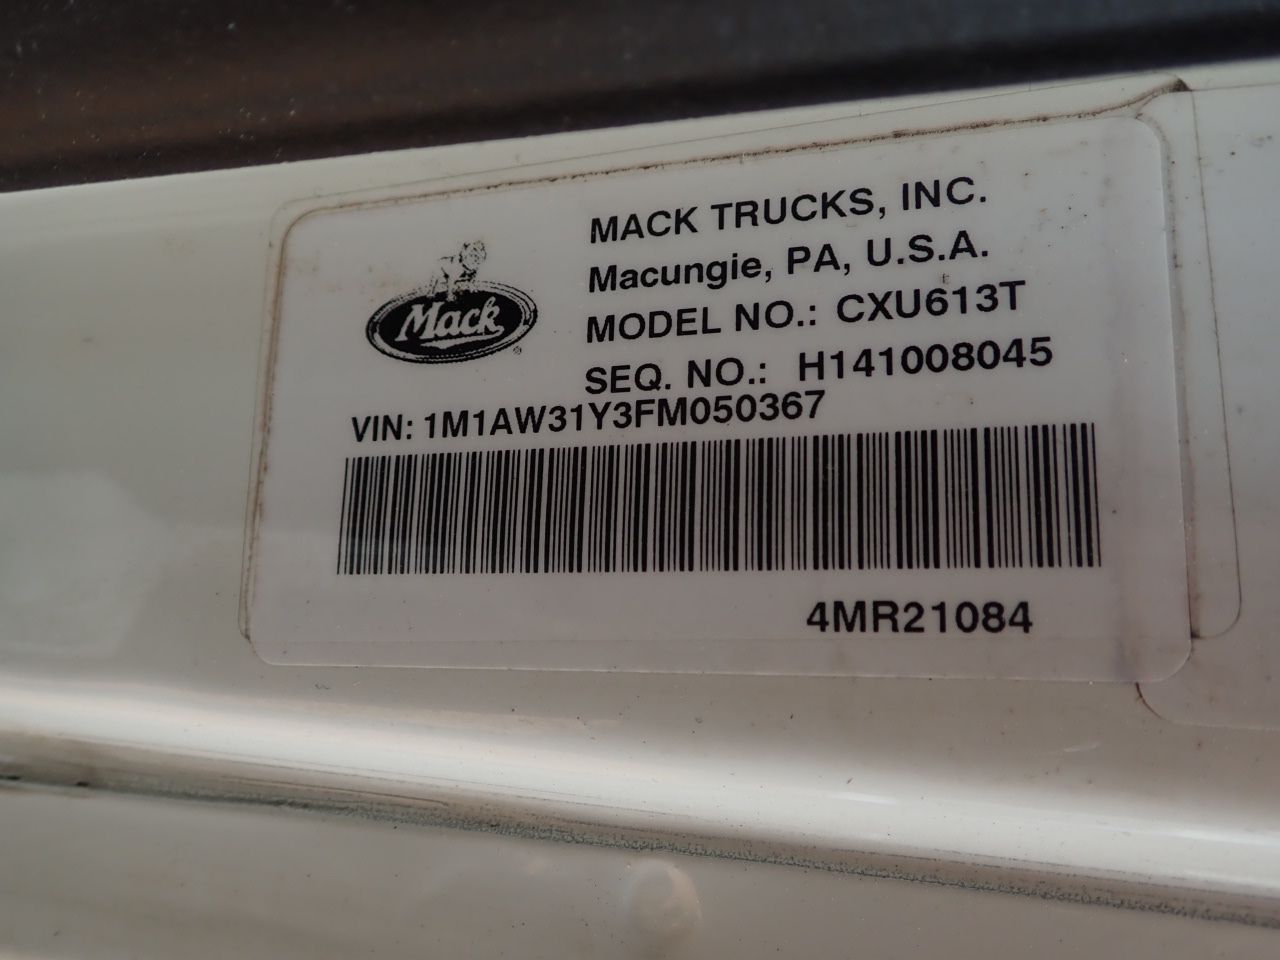 MACK TRUCKS, INC.
Macungie, PA, U.S.A.
MODEL NO.: CXU613T
SEQ. NO.: H141008045
Mack
®
VIN: 1M1AW31Y3FM050367
4MR21084